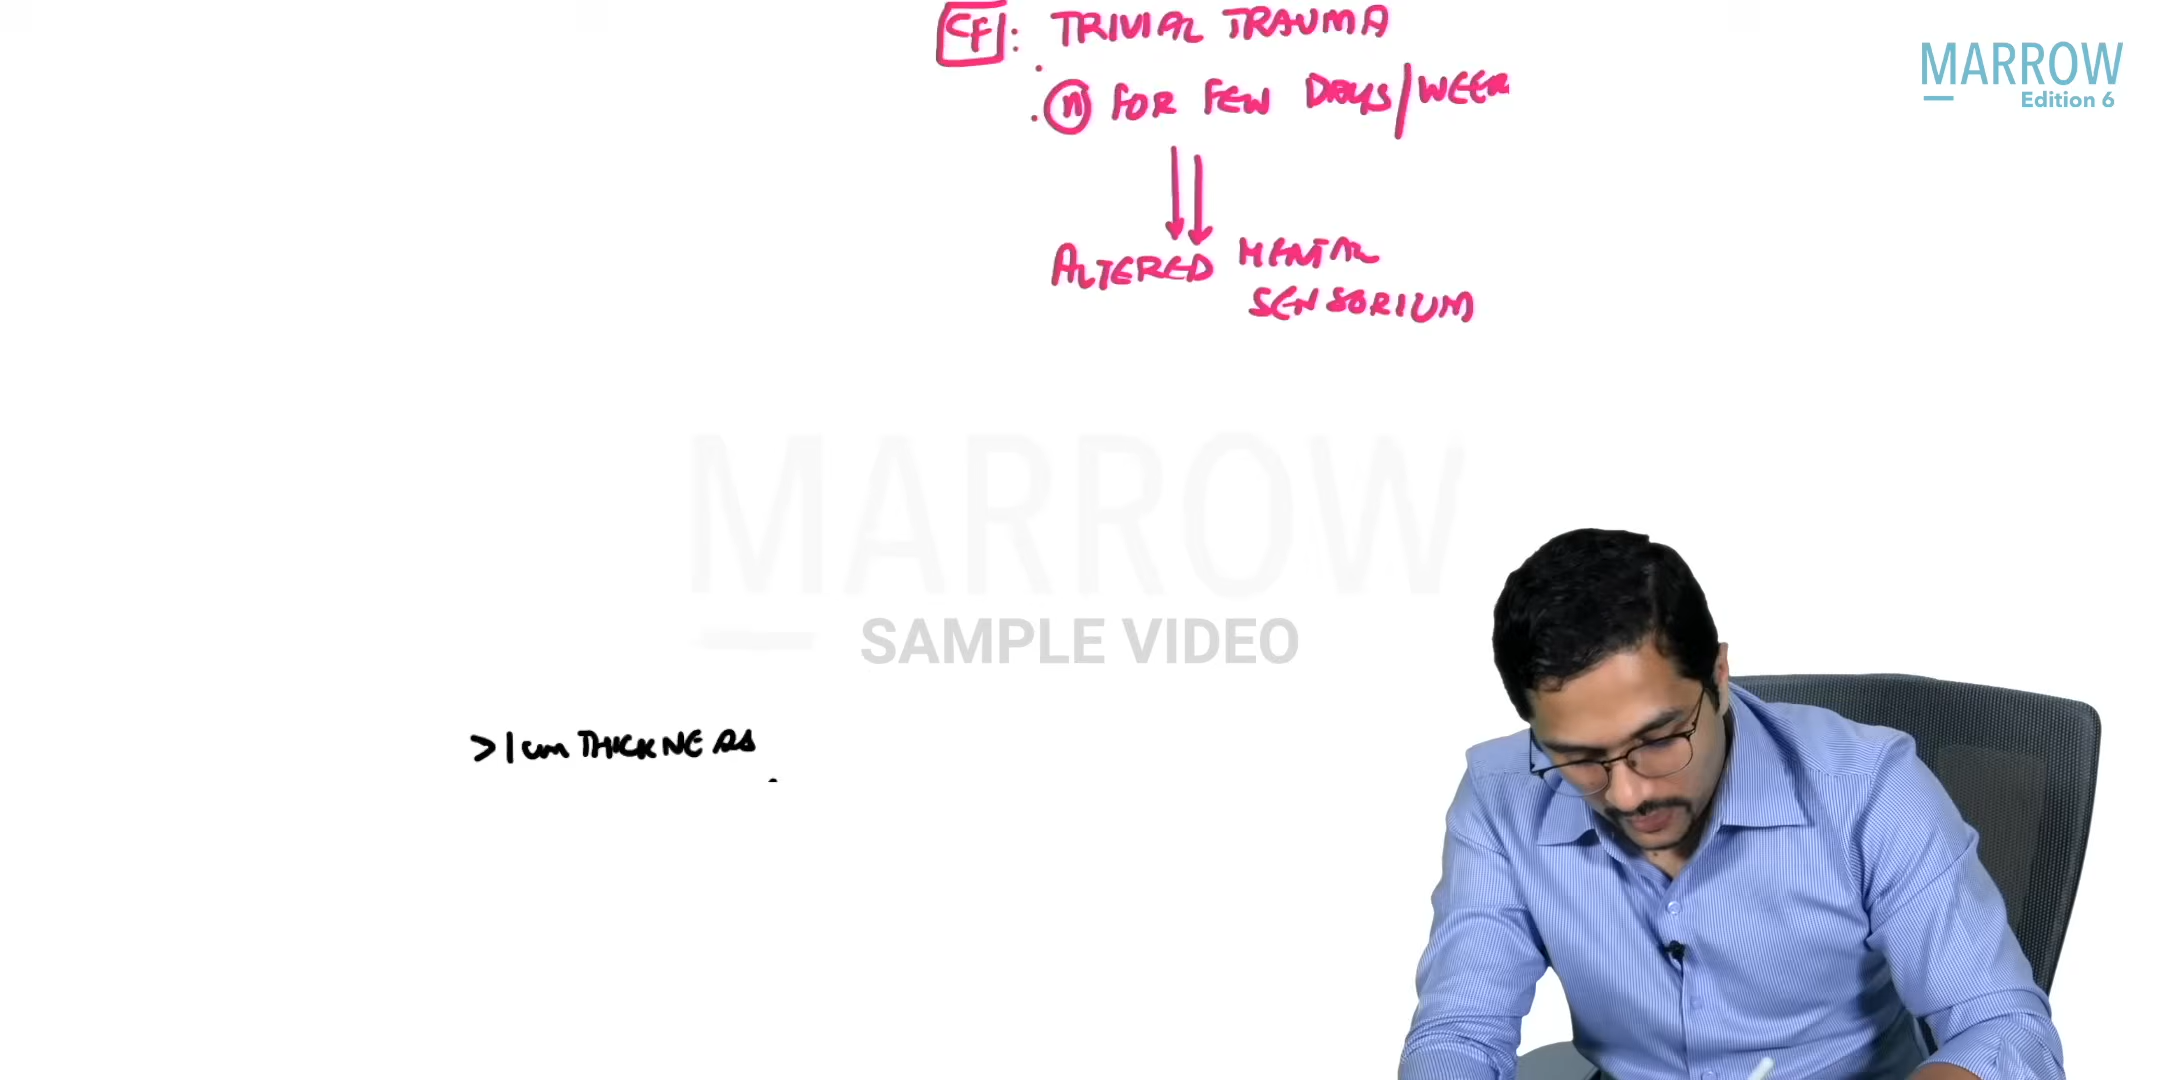 CF: TRIVIAL TRAUMA
MARROW
Edition 6
n FOR FEW DAYS/WEEK
ALTERED MENTAL
SENSORIUM
MARROW
SAMPLE VIDEO
>1cm THICKNESS